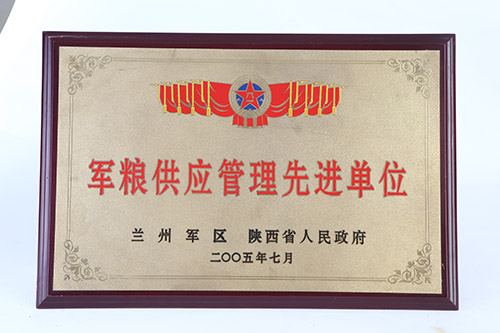 军粮供应管理先进单位
兰州军区 陕西省人民政府
二〇〇五年七月